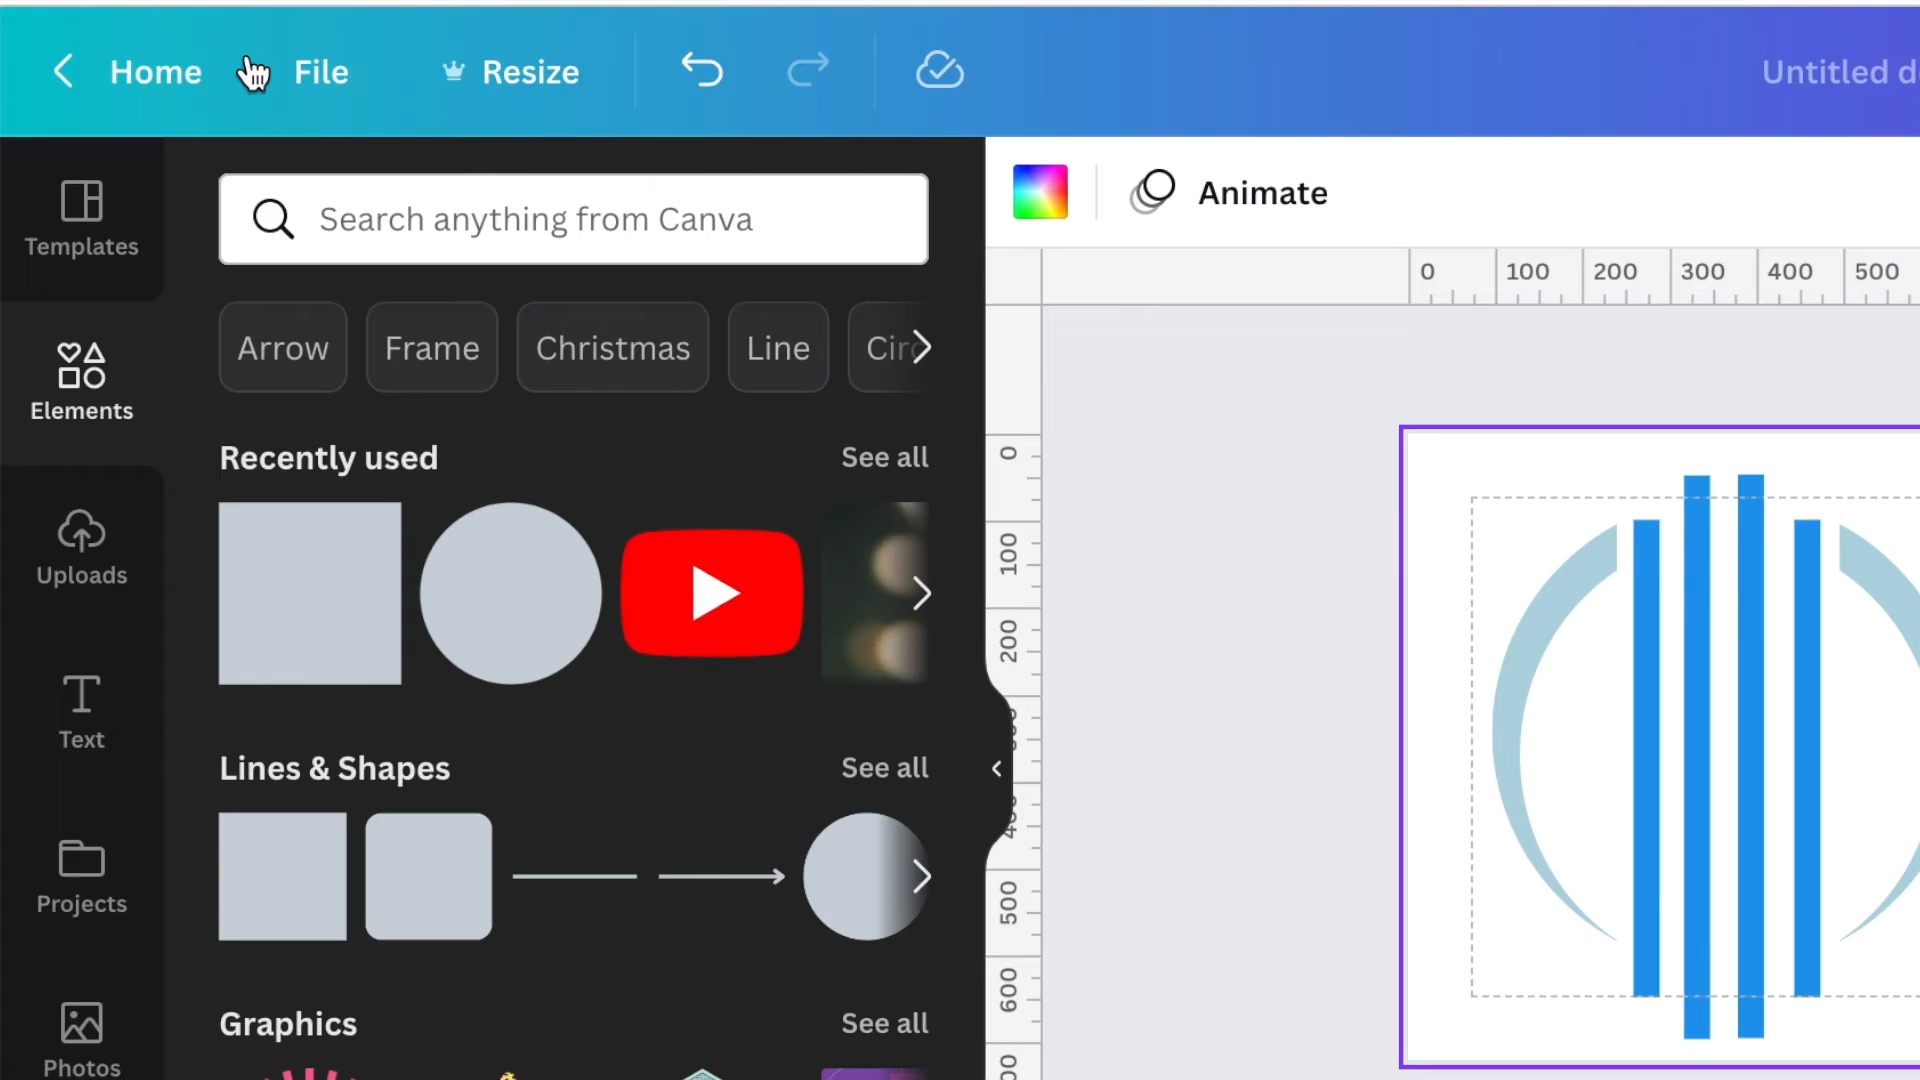 Home File Resize Untitled d
Animate
Templates
Search anything from Canva
0 100 200 300 400 500
Arrow Frame Christmas Line Circ
Elements
Recently used See all
0
100
Uploads
200
Text
Lines & Shapes See all
Projects
500
600
Graphics See all
Photos